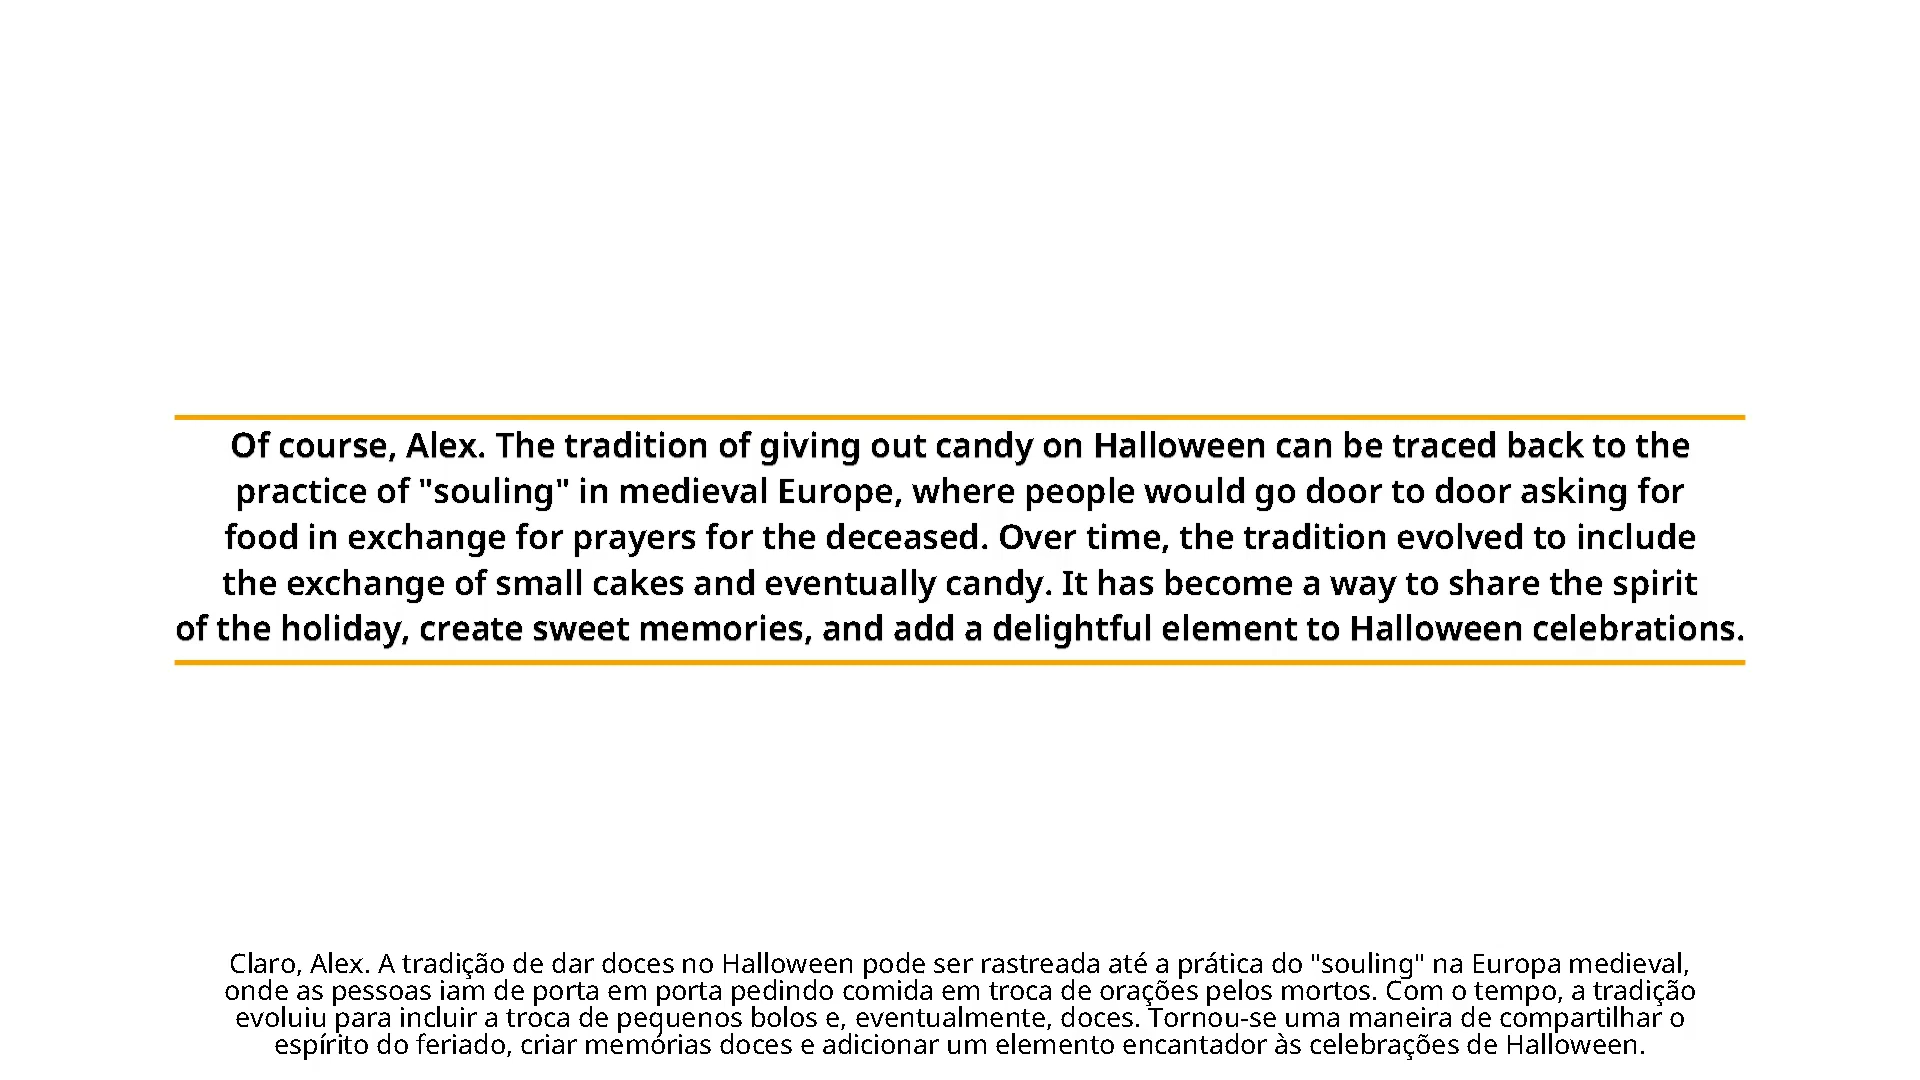 Of course, Alex. The tradition of giving out candy on Halloween can be traced back to the
practice of "souling" in medieval Europe, where people would go door to door asking for
food in exchange for prayers for the deceased. Over time, the tradition evolved to include
the exchange of small cakes and eventually candy. It has become a way to share the spirit
of the holiday, create sweet memories, and add a delightful element to Halloween celebrations.
Claro, Alex. A tradição de dar doces no Halloween pode ser rastreada até a prática do "souling" na Europa medieval,
onde as pessoas iam de porta em porta pedindo comida em troca de orações pelos mortos. Com o tempo, a tradição
evoluiu para incluir a troca de pequenos bolos e, eventualmente, doces. Tornou-se uma maneira de compartilhar o
espírito do feriado, criar memórias doces e adicionar um elemento encantador às celebrações de Halloween.